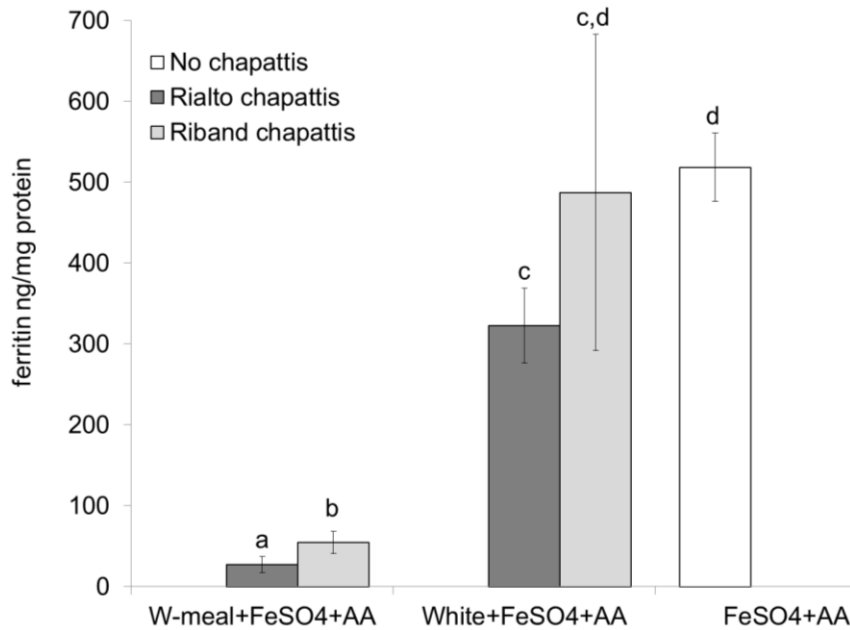 700
600
500
400
300
200
100
0
ferritin ng/mg protein
No chapattis
Rialto chapattis
Riband chapattis
a
b
c
c,d
d
W-meal+FeSO4+AA
White+FeSO4+AA
FeSO4+AA